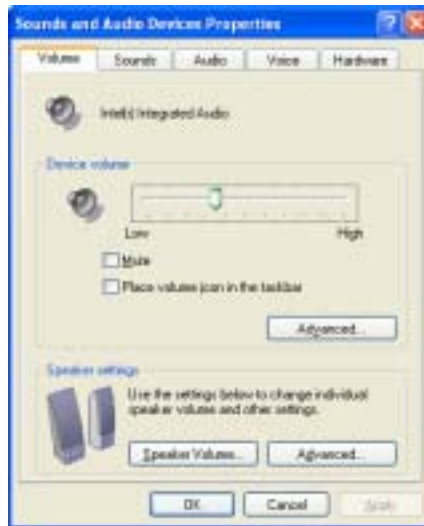 Sounds and Audio Devices Properties
Volume Sounds Audio Voice Hardware
Intel(r) Integrated Audio
Device volume
Low High
Mute
Place volume icon in the taskbar
Advanced...
Speaker settings
Use the settings below to change individual
speaker volume and other settings.
Speaker Volume... Advanced...
OK Cancel Apply